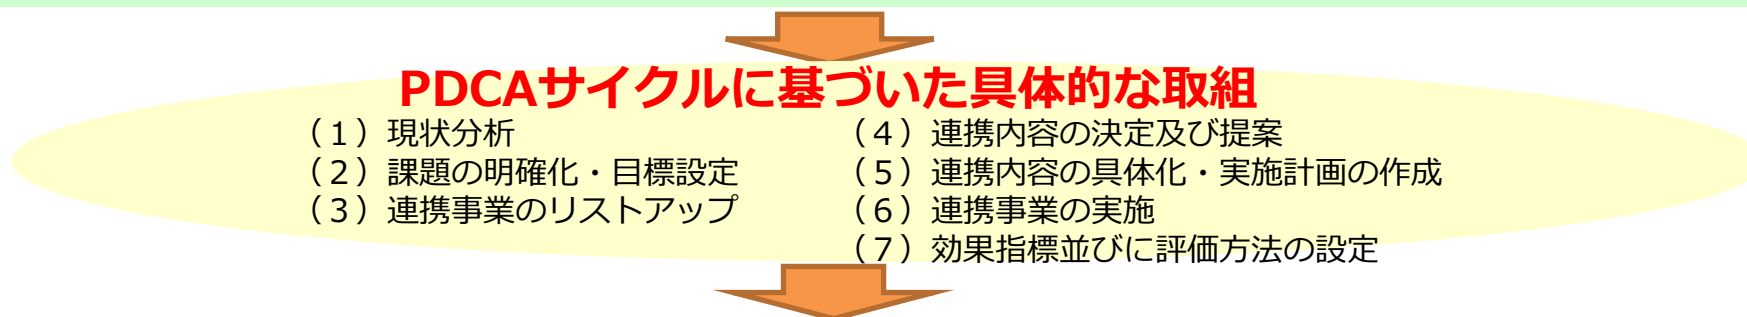 PDCAサイクルに基づいた具体的な取組
（１）現状分析
（２）課題の明確化・目標設定
（３）連携事業のリストアップ
（４）連携内容の決定及び提案
（５）連携内容の具体化・実施計画の作成
（６）連携事業の実施
（７）効果指標並びに評価方法の設定